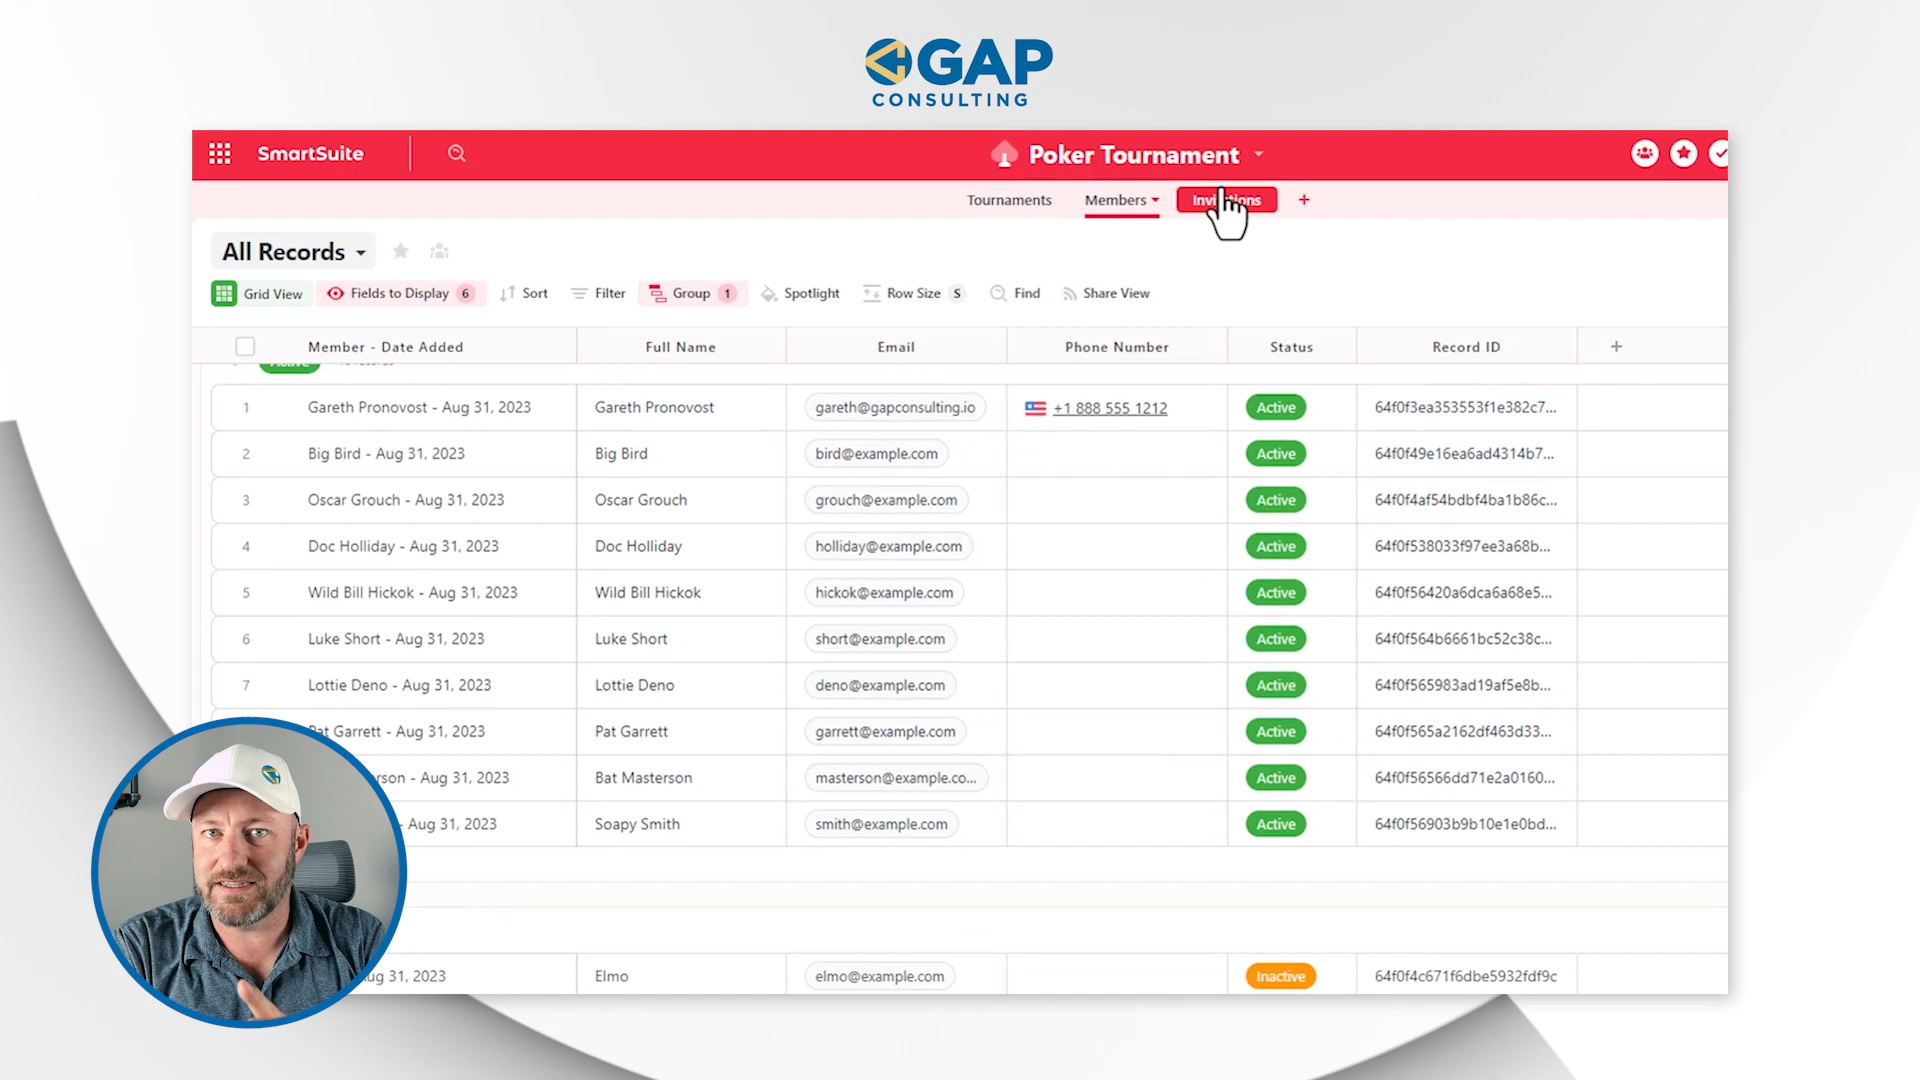 GAP
CONSULTING
SmartSuite
Poker Tournament
Tournaments Members +
All Records
Grid View Fields to Display 6 Sort Filter Group 1 Spotlight Row Size S Find Share View
Member - Date Added Full Name Email Phone Number Status Record ID +
1 Gareth Pronovost - Aug 31, 2023 Gareth Pronovost gareth@gapconsulting.io +1 888 555 1212 Active 64f0f3ea353553f1e382c7...
2 Big Bird - Aug 31, 2023 Big Bird bird@example.com Active 64f0f49e16ea6ad4314b7...
3 Oscar Grouch - Aug 31, 2023 Oscar Grouch grouch@example.com Active 64f0f4af54bdbf4ba1b86c...
4 Doc Holliday - Aug 31, 2023 Doc Holliday holliday@example.com Active 64f0f538033f97ee3a68b...
5 Wild Bill Hickok - Aug 31, 2023 Wild Bill Hickok hickok@example.com Active 64f0f56420a6dca6a68e5...
6 Luke Short - Aug 31, 2023 Luke Short short@example.com Active 64f0f564b6661bc52c38c...
7 Lottie Deno - Aug 31, 2023 Lottie Deno deno@example.com Active 64f0f565983ad19af5e8b...
Garrett - Aug 31, 2023 Pat Garrett garrett@example.com Active 64f0f565a2162df463d33...
- Aug 31, 2023 Bat Masterson masterson@example.co... Active 64f0f56566dd71e2a0160...
- Aug 31, 2023 Soapy Smith smith@example.com Active 64f0f56903b9b10e1e0bd...
31, 2023 Elmo elmo@example.com Inactive 64f0f4c671f6dbe5932fdf9c